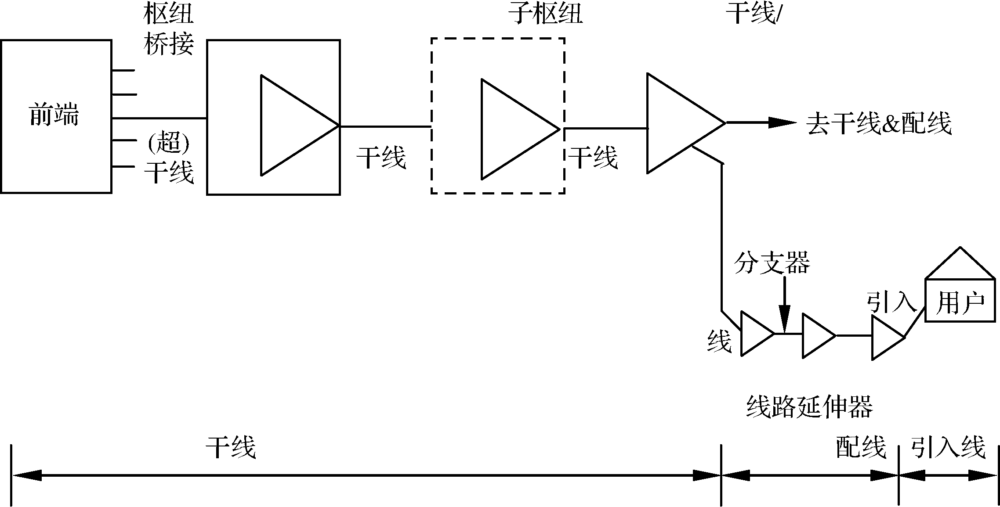 枢纽
桥接
子枢纽
干线/
前端
(超)
干线
干线
干线
去干线&配线
分支器
引入
用户
线
线路延伸器
干线
配线
引入线